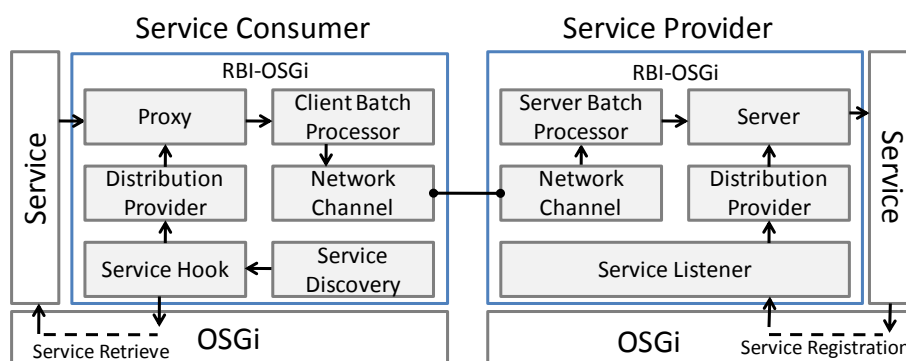 Service Consumer
Service Provider
RBI-OSGi
RBI-OSGi
Service
Proxy
Client Batch
Processor
Server Batch
Processor
Server
Service
Distribution
Provider
Network
Channel
Network
Channel
Distribution
Provider
Service Hook
Service
Discovery
Service Listener
OSGi
Service Retrieve
OSGi
Service Registration